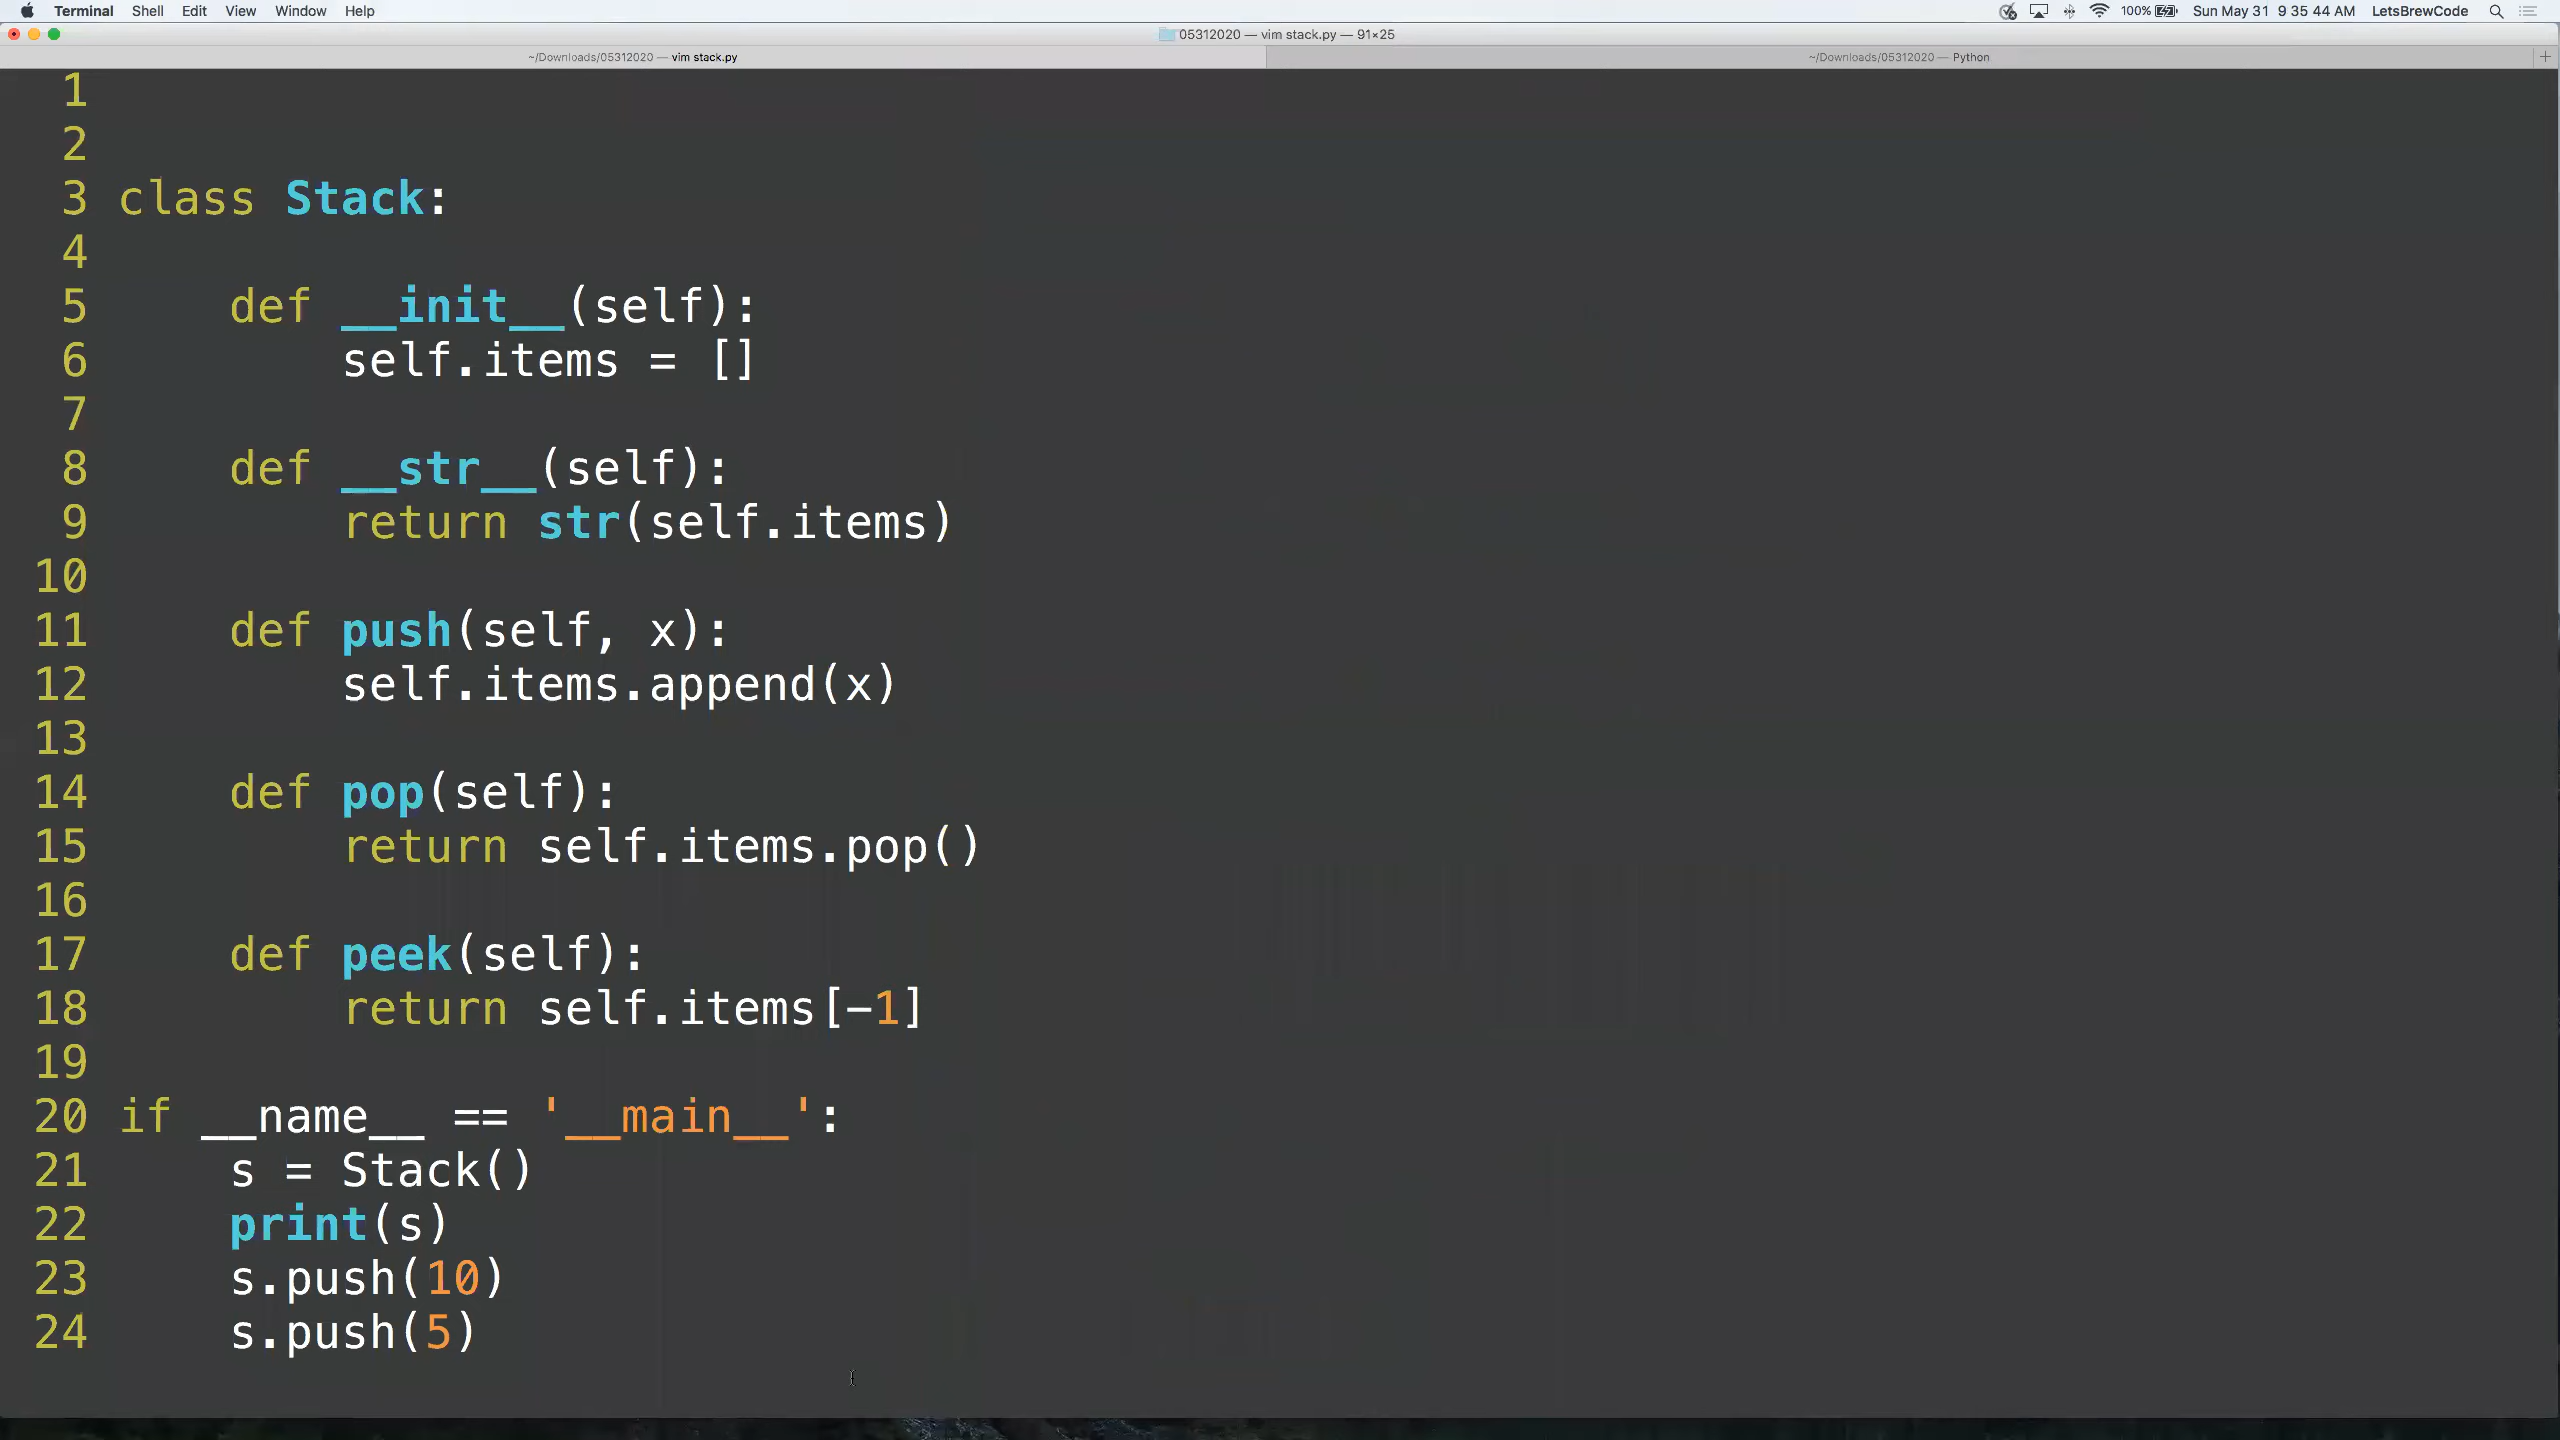 Terminal Shell Edit View Window Help 100% Sun May 31 9 35 44 AM LetsBrewCode
05312020 — vim stack.py — 91×25
~/Downloads/05312020 — vim stack.py ~/Downloads/05312020 — Python +
1
2
3 class Stack:
4
5     def __init__(self):
6         self.items = []
7
8     def __str__(self):
9         return str(self.items)
10
11     def push(self, x):
12         self.items.append(x)
13
14     def pop(self):
15         return self.items.pop()
16
17     def peek(self):
18         return self.items[-1]
19
20 if __name__ == '__main__':
21     s = Stack()
22     print(s)
23     s.push(10)
24     s.push(5)